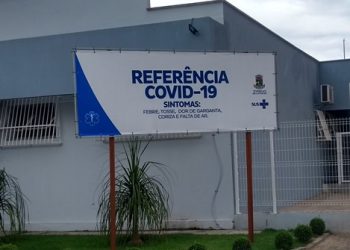 REFERÊNCIA
COVID-19
SINTOMAS:
FEBRE, TOSSE, DOR DE GARGANTA,
CORIZA E FALTA DE AR.
SUS